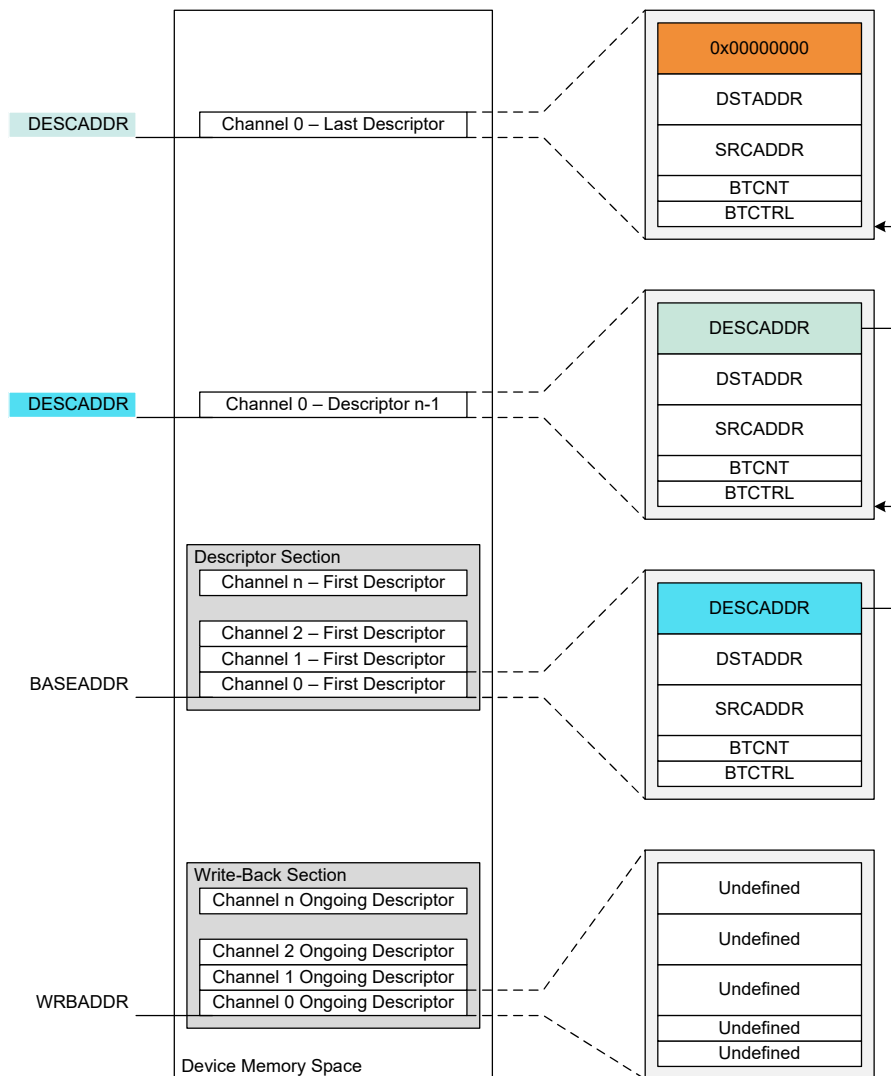 0x00000000
DESCADDR
Channel 0 – Last Descriptor
DSTADDR
SRCADDR
BTCNT
BTCTRL
DESCADDR
DESCADDR
Channel 0 – Descriptor n-1
DSTADDR
SRCADDR
BTCNT
BTCTRL
Descriptor Section
Channel n – First Descriptor
Channel 2 – First Descriptor
Channel 1 – First Descriptor
BASEADDR
Channel 0 – First Descriptor
DESCADDR
DSTADDR
SRCADDR
BTCNT
BTCTRL
Write-Back Section
Channel n Ongoing Descriptor
Channel 2 Ongoing Descriptor
Channel 1 Ongoing Descriptor
WRBADDR
Channel 0 Ongoing Descriptor
Undefined
Undefined
Undefined
Undefined
Undefined
Device Memory Space